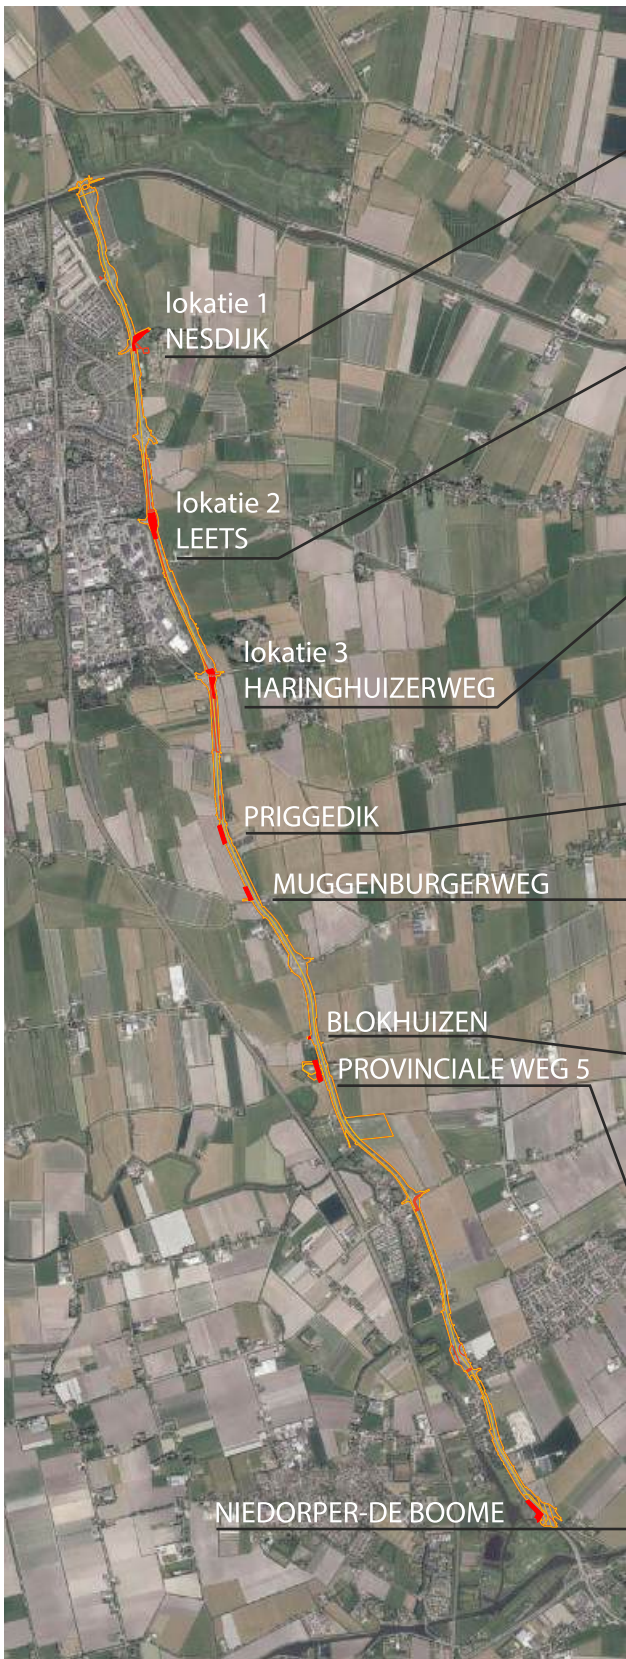 lokatie 1
NESDIJK
lokatie 2
LEETS
lokatie 3
HARINGHUIZERWEG
PRIGGEDIK
MUGGENBURGERWEG
BLOKHUIZEN
PROVINCIALE WEG 5
NIEDORPER-DE BOOME